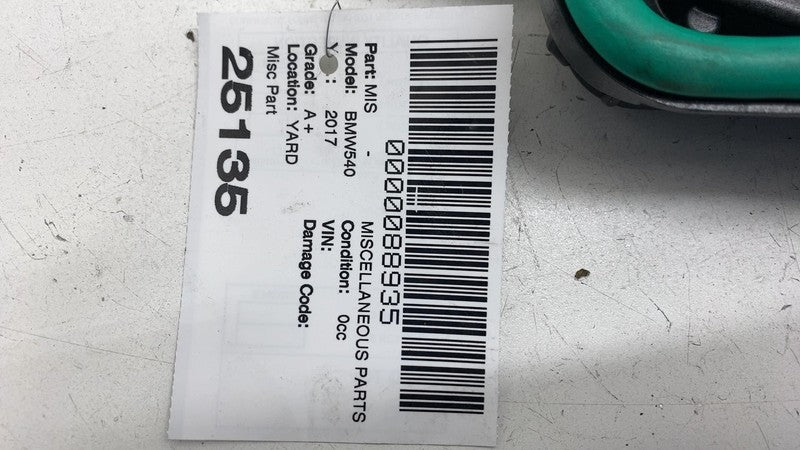 0000088935
Part: MIS - MISCELLANEOUS PARTS
Model: BMW540 Condition: 0cc
Y : 2017 VIN:
Grade: A+ Damage Code:
Location: YARD
Misc Part
25135